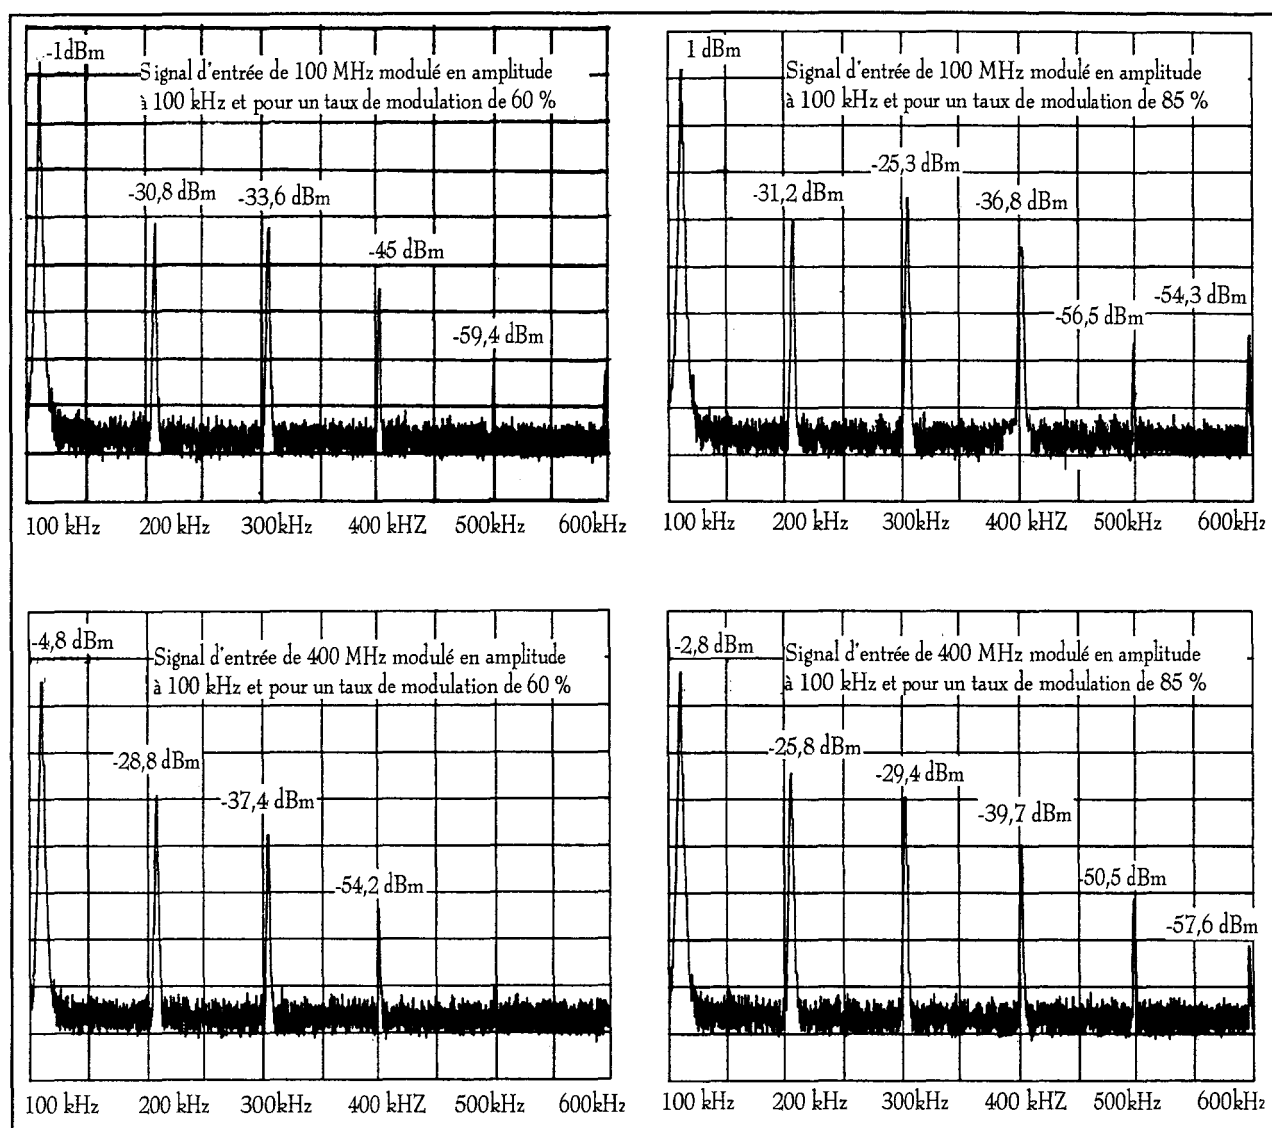 -1dBm
Signal d'entrée de 100 MHz modulé en amplitude
à 100 kHz et pour un taux de modulation de 60 %
-30,8 dBm
-33,6 dBm
-45 dBm
-59,4 dBm
100 kHz 200 kHz 300kHz 400 kHZ 500kHz 600kHz
1 dBm
Signal d'entrée de 100 MHz modulé en amplitude
à 100 kHz et pour un taux de modulation de 85 %
-25,3 dBm
-31,2 dBm
-36,8 dBm
-54,3 dBm
-56,5 dBm
100 kHz 200 kHz 300kHz 400 kHZ 500kHz 600kHz
-4,8 dBm
Signal d'entrée de 400 MHz modulé en amplitude
à 100 kHz et pour un taux de modulation de 60 %
-28,8 dBm
-37,4 dBm
-54,2 dBm
100 kHz 200 kHz 300kHz 400 kHZ 500kHz 600kHz
-2,8 dBm
Signal d'entrée de 400 MHz modulé en amplitude
à 100 kHz et pour un taux de modulation de 85 %
-25,8 dBm
-29,4 dBm
-39,7 dBm
-50,5 dBm
-57,6 dBm
100 kHz 200 kHz 300kHz 400 kHZ 500kHz 600kHz